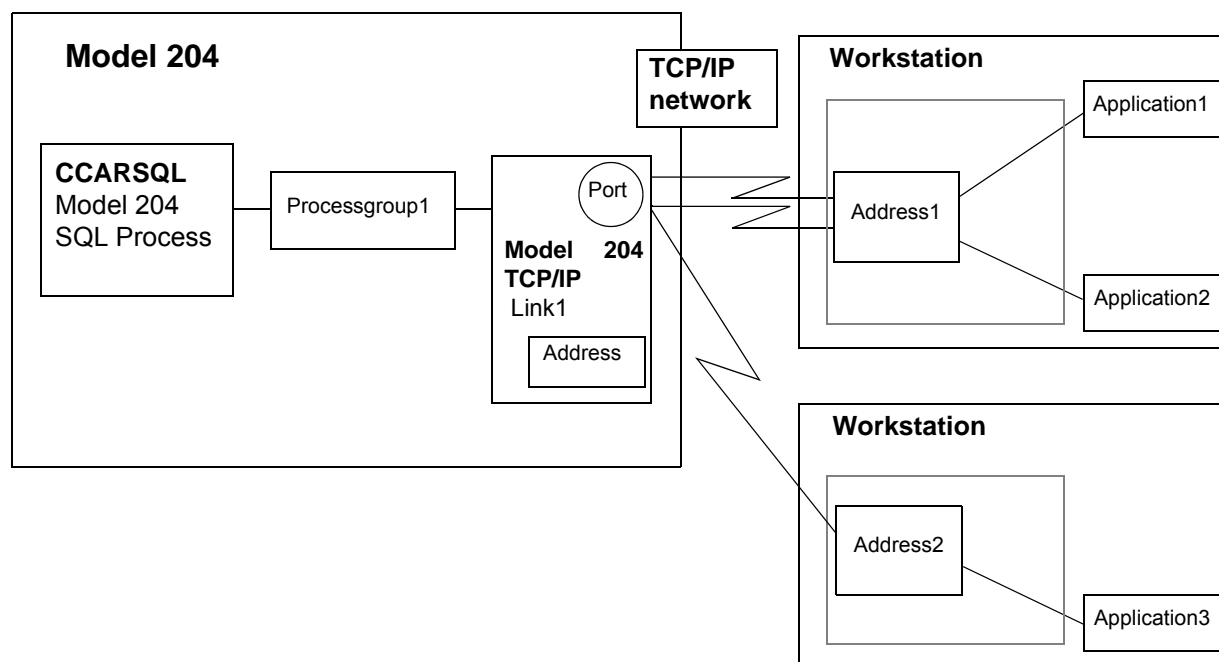 Model 204
TCP/IP
network
CCARSQL
Model 204
SQL Process
Processgroup1
Port
Model 204
TCP/IP
Link1
Address
Workstation
Application1
Address1
Application2
Workstation
Address2
Application3